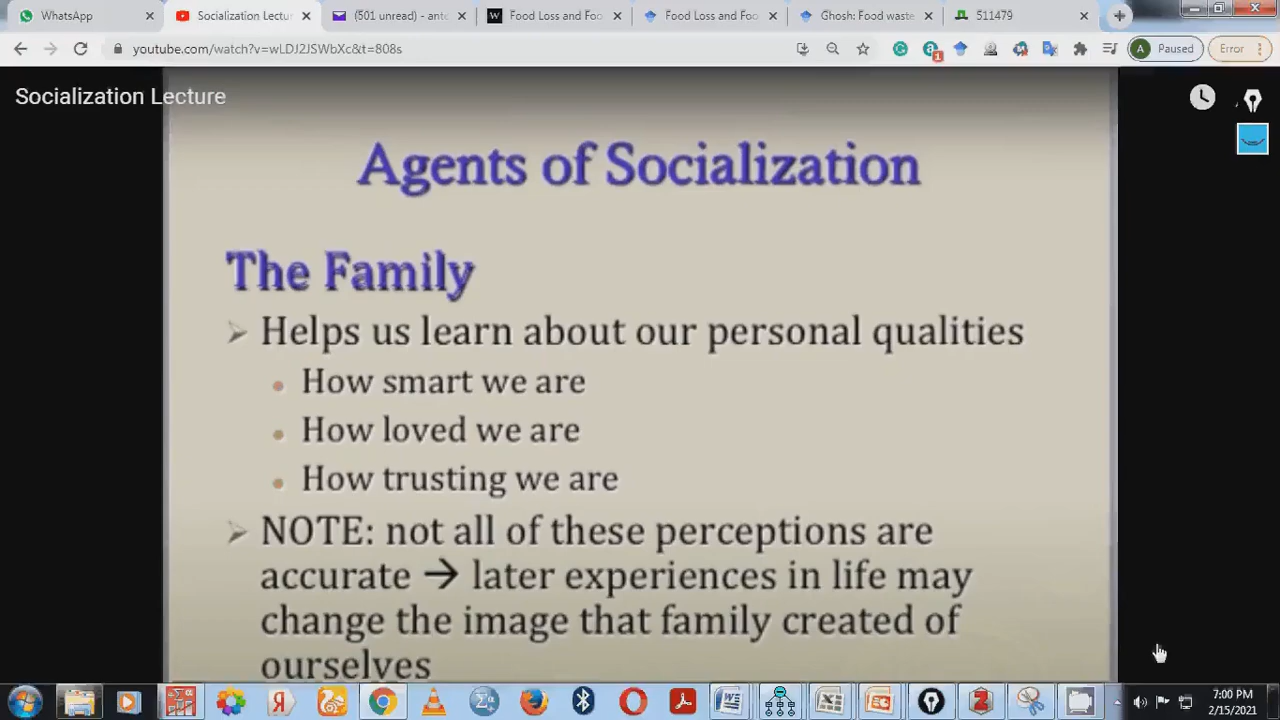 WhatsApp
Socialization Lectu
(501 unread) - ante
Food Loss and Foo
Food Loss and Foo
Ghosh: Food waste
511479
youtube.com/watch?v=wLDJ2JSWbXc&t=808s
1
A
Paused
Error
Socialization Lecture
Agents of Socialization
The Family
Helps us learn about our personal qualities
How smart we are
How loved we are
How trusting we are
NOTE: not all of these perceptions are
accurate → later experiences in life may
change the image that family created of
ourselves
7:00 PM
2/15/2021